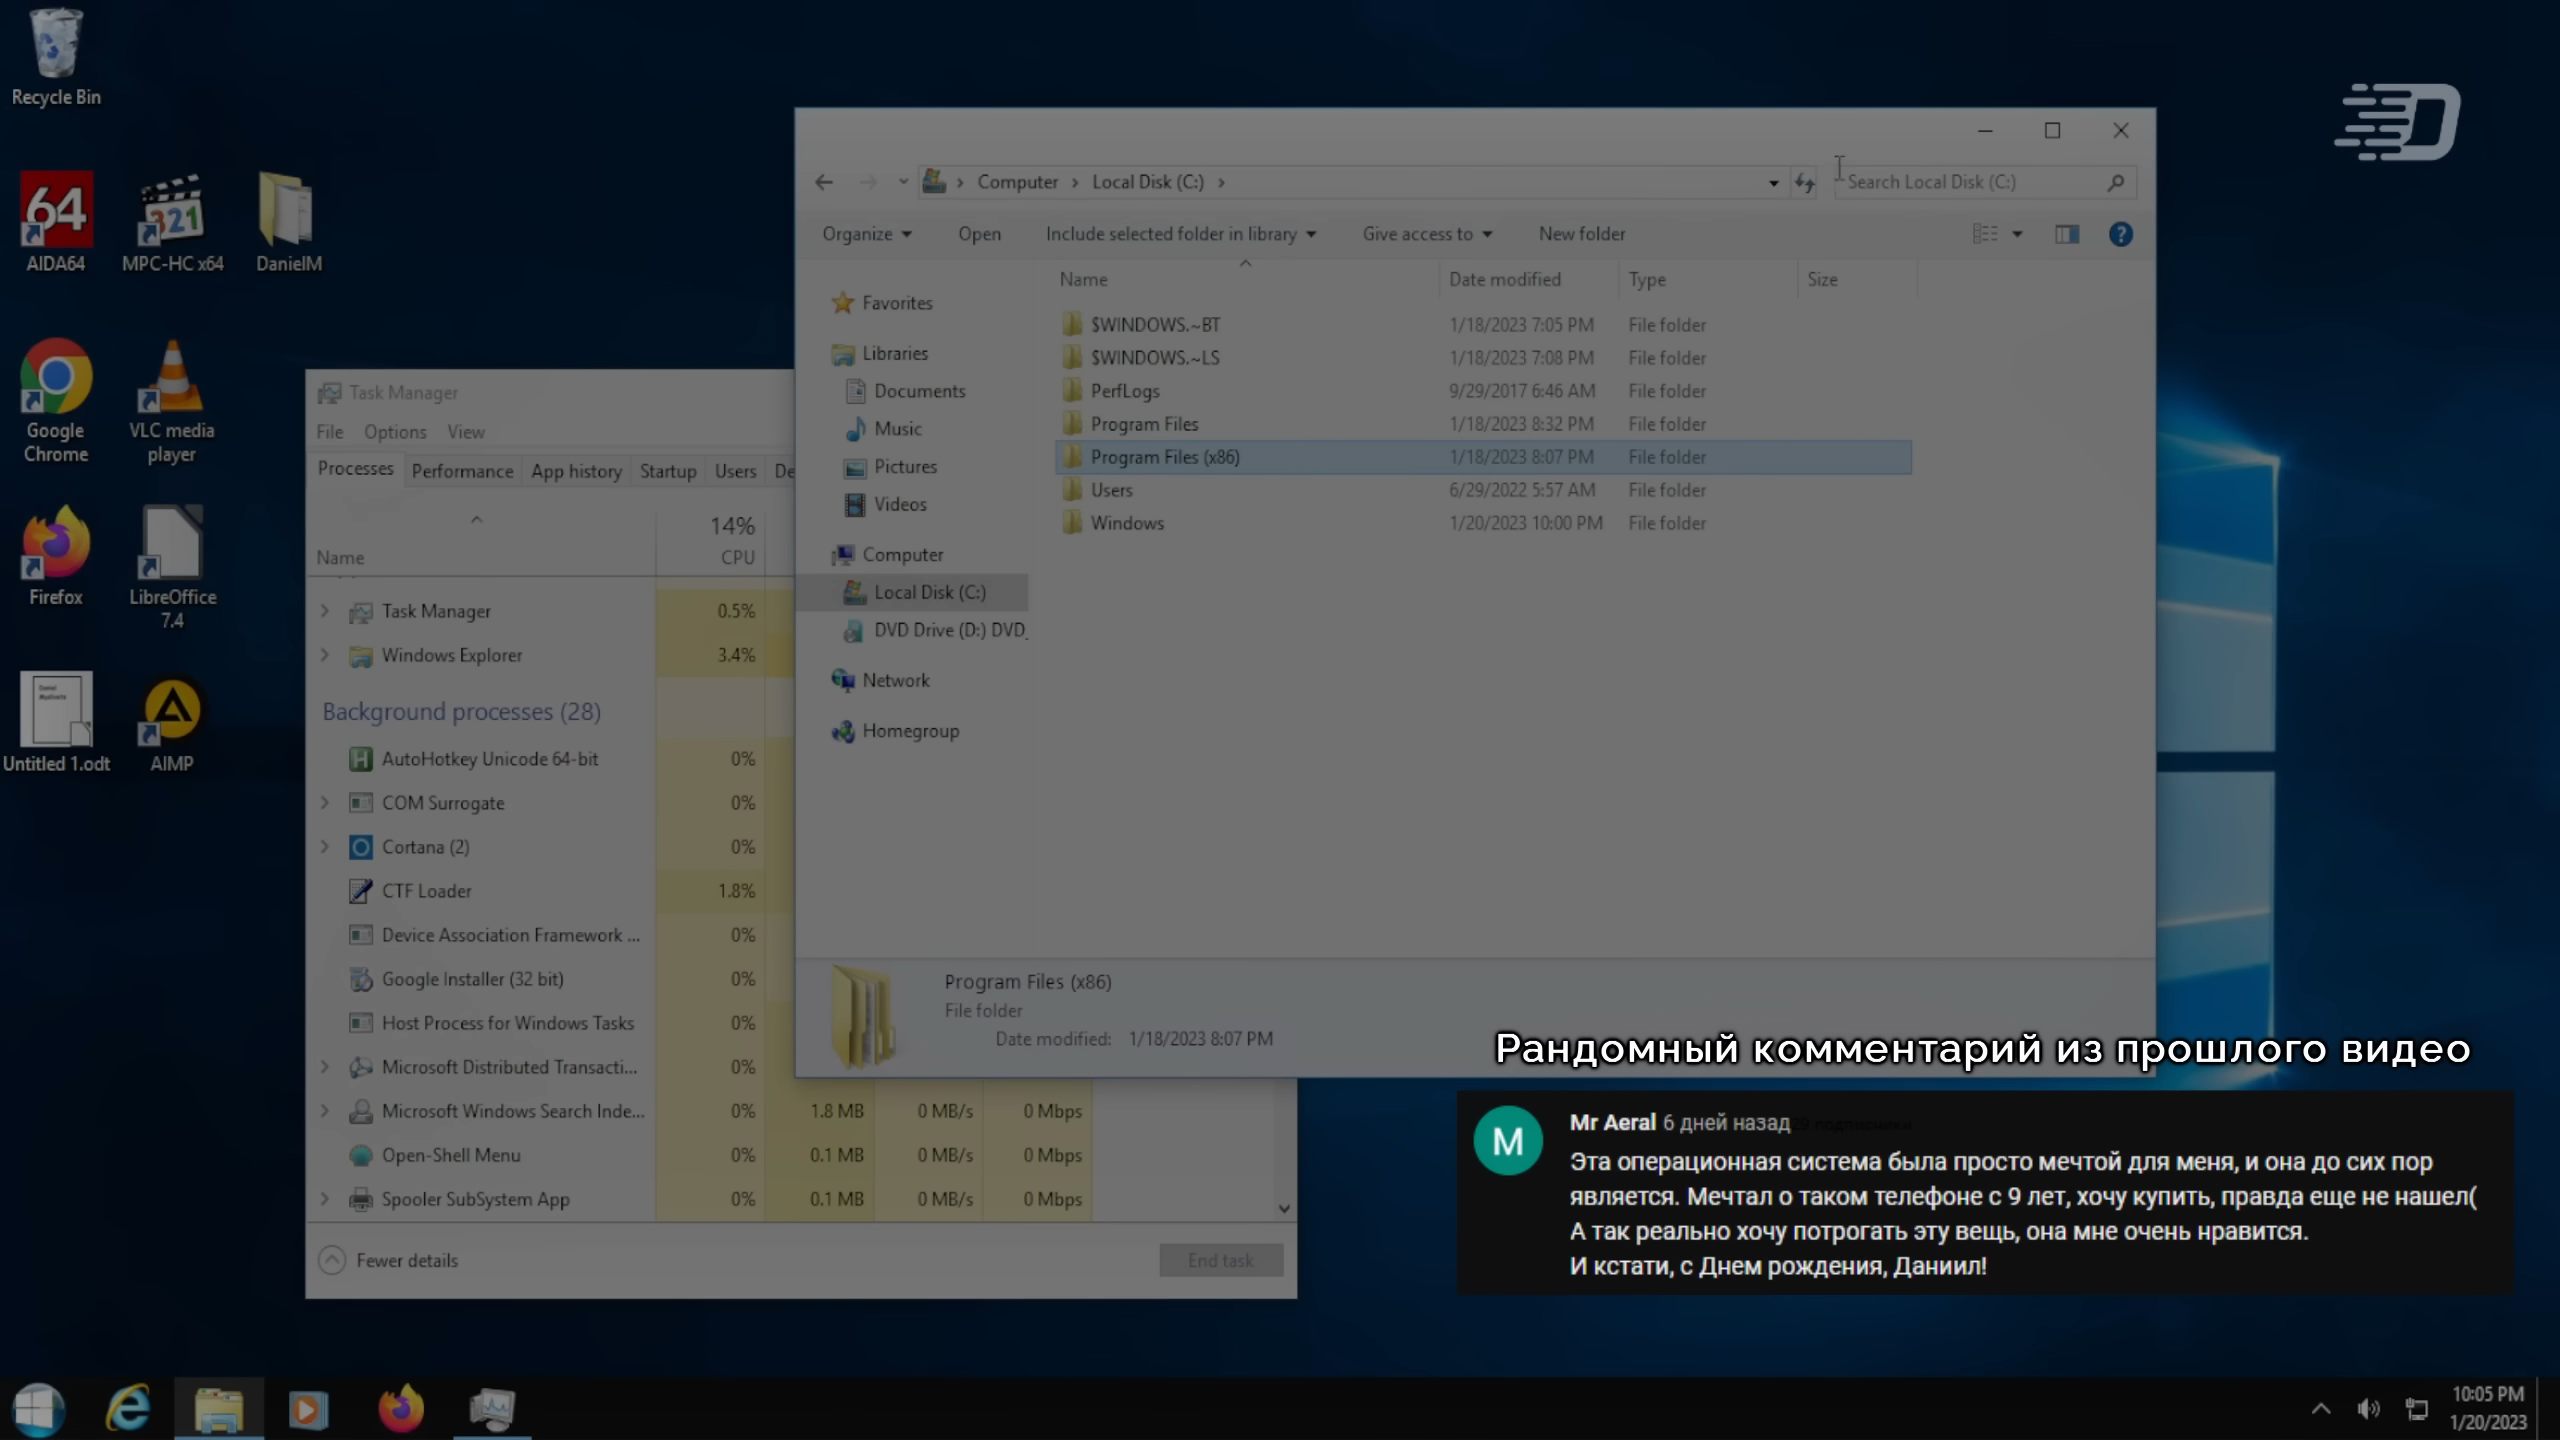 Recycle Bin
AIDA64
MPC-HC x64
DanielM
Google
Chrome
VLC media
player
Firefox
LibreOffice
7.4
Untitled 1.odt
AIMP
Task Manager
File Options View
Processes Performance App history Startup Users De
14%
Name CPU
Task Manager 0.5%
Windows Explorer 3.4%
Background processes (28)
AutoHotkey Unicode 64-bit 0%
COM Surrogate 0%
Cortana (2) 0%
CTF Loader 1.8%
Device Association Framework ... 0%
Google Installer (32 bit) 0%
Host Process for Windows Tasks 0%
Microsoft Distributed Transacti... 0%
Microsoft Windows Search Inde... 0% 1.8 MB 0 MB/s 0 Mbps
Open-Shell Menu 0% 0.1 MB 0 MB/s 0 Mbps
Spooler SubSystem App 0% 0.1 MB 0 MB/s 0 Mbps
Fewer details End task
Computer Local Disk (C:) Search Local Disk (C:)
Organize Open Include selected folder in library Give access to New folder
Favorites
Libraries
Documents
Music
Pictures
Videos
Computer
Local Disk (C:)
DVD Drive (D:) DVD_
Network
Homegroup
Name Date modified Type Size
$WINDOWS.~BT 1/18/2023 7:05 PM File folder
$WINDOWS.~LS 1/18/2023 7:08 PM File folder
PerfLogs 9/29/2017 6:46 AM File folder
Program Files 1/18/2023 8:32 PM File folder
Program Files (x86) 1/18/2023 8:07 PM File folder
Users 6/29/2022 5:57 AM File folder
Windows 1/20/2023 10:00 PM File folder
Program Files (x86)
File folder
Date modified: 1/18/2023 8:07 PM
D
Рандомный комментарий из прошлого видео
M
Mr Aeral 6 дней назад
Эта операционная система была просто мечтой для меня, и она до сих пор
является. Мечтал о таком телефоне с 9 лет, хочу купить, правда еще не нашел(
А так реально хочу потрогать эту вещь, она мне очень нравится.
И кстати, с Днем рождения, Даниил!
10:05 PM
1/20/2023